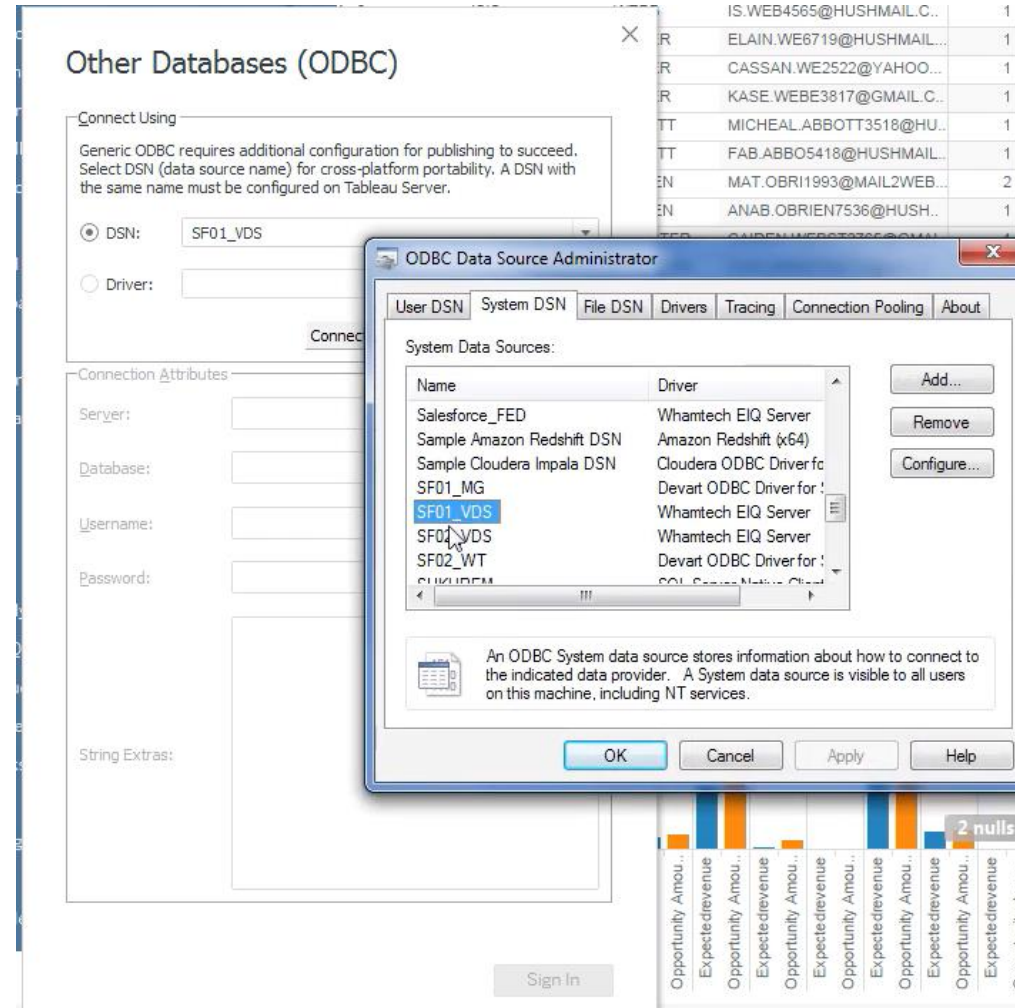 IS.WEB4565@HUSHMAIL.C.. 1
ELAIN.WE6719@HUSHMAIL... 1
CASSAN.WE2522@YAHOO... 1
KASE.WEBE3817@GMAIL.C.. 1
TT MICHEAL.ABBOTT3518@HU.. 1
TT FAB.ABBO5418@HUSHMAIL.. 1
EN MAT.OBRI1993@MAIL2WEB... 2
EN ANAB.OBRIEN7536@HUSH.. 1
Other Databases (ODBC)
Connect Using
Generic ODBC requires additional configuration for publishing to succeed.
Select DSN (data source name) for cross-platform portability. A DSN with
the same name must be configured on Tableau Server.
DSN: SF01_VDS
Driver:
Connec
Connection Attributes
Server:
Database:
Username:
Password:
String Extras:
Sign In
ODBC Data Source Administrator
User DSN System DSN File DSN Drivers Tracing Connection Pooling About
System Data Sources:
Name Driver
Salesforce_FED Whamtech EIQ Server
Sample Amazon Redshift DSN Amazon Redshift (x64)
Sample Cloudera Impala DSN Cloudera ODBC Driver fo
SF01_MG Devart ODBC Driver for
SF01_VDS Whamtech EIQ Server
SF02_VDS Whamtech EIQ Server
SF02_WT Devart ODBC Driver for
Add...
Remove
Configure...
An ODBC System data source stores information about how to connect to
the indicated data provider. A System data source is visible to all users
on this machine, including NT services.
OK Cancel Apply Help
2 nulls
Opportunity Amou..
Expectedrevenue
Opportunity Amou..
Expectedrevenue
Opportunity Amou..
Expectedrevenue
Opportunity Amou..
Expectedrevenue
Opportunity Amou..
Expectedrevenue
Opportunity Amou..
Expectedrevenue